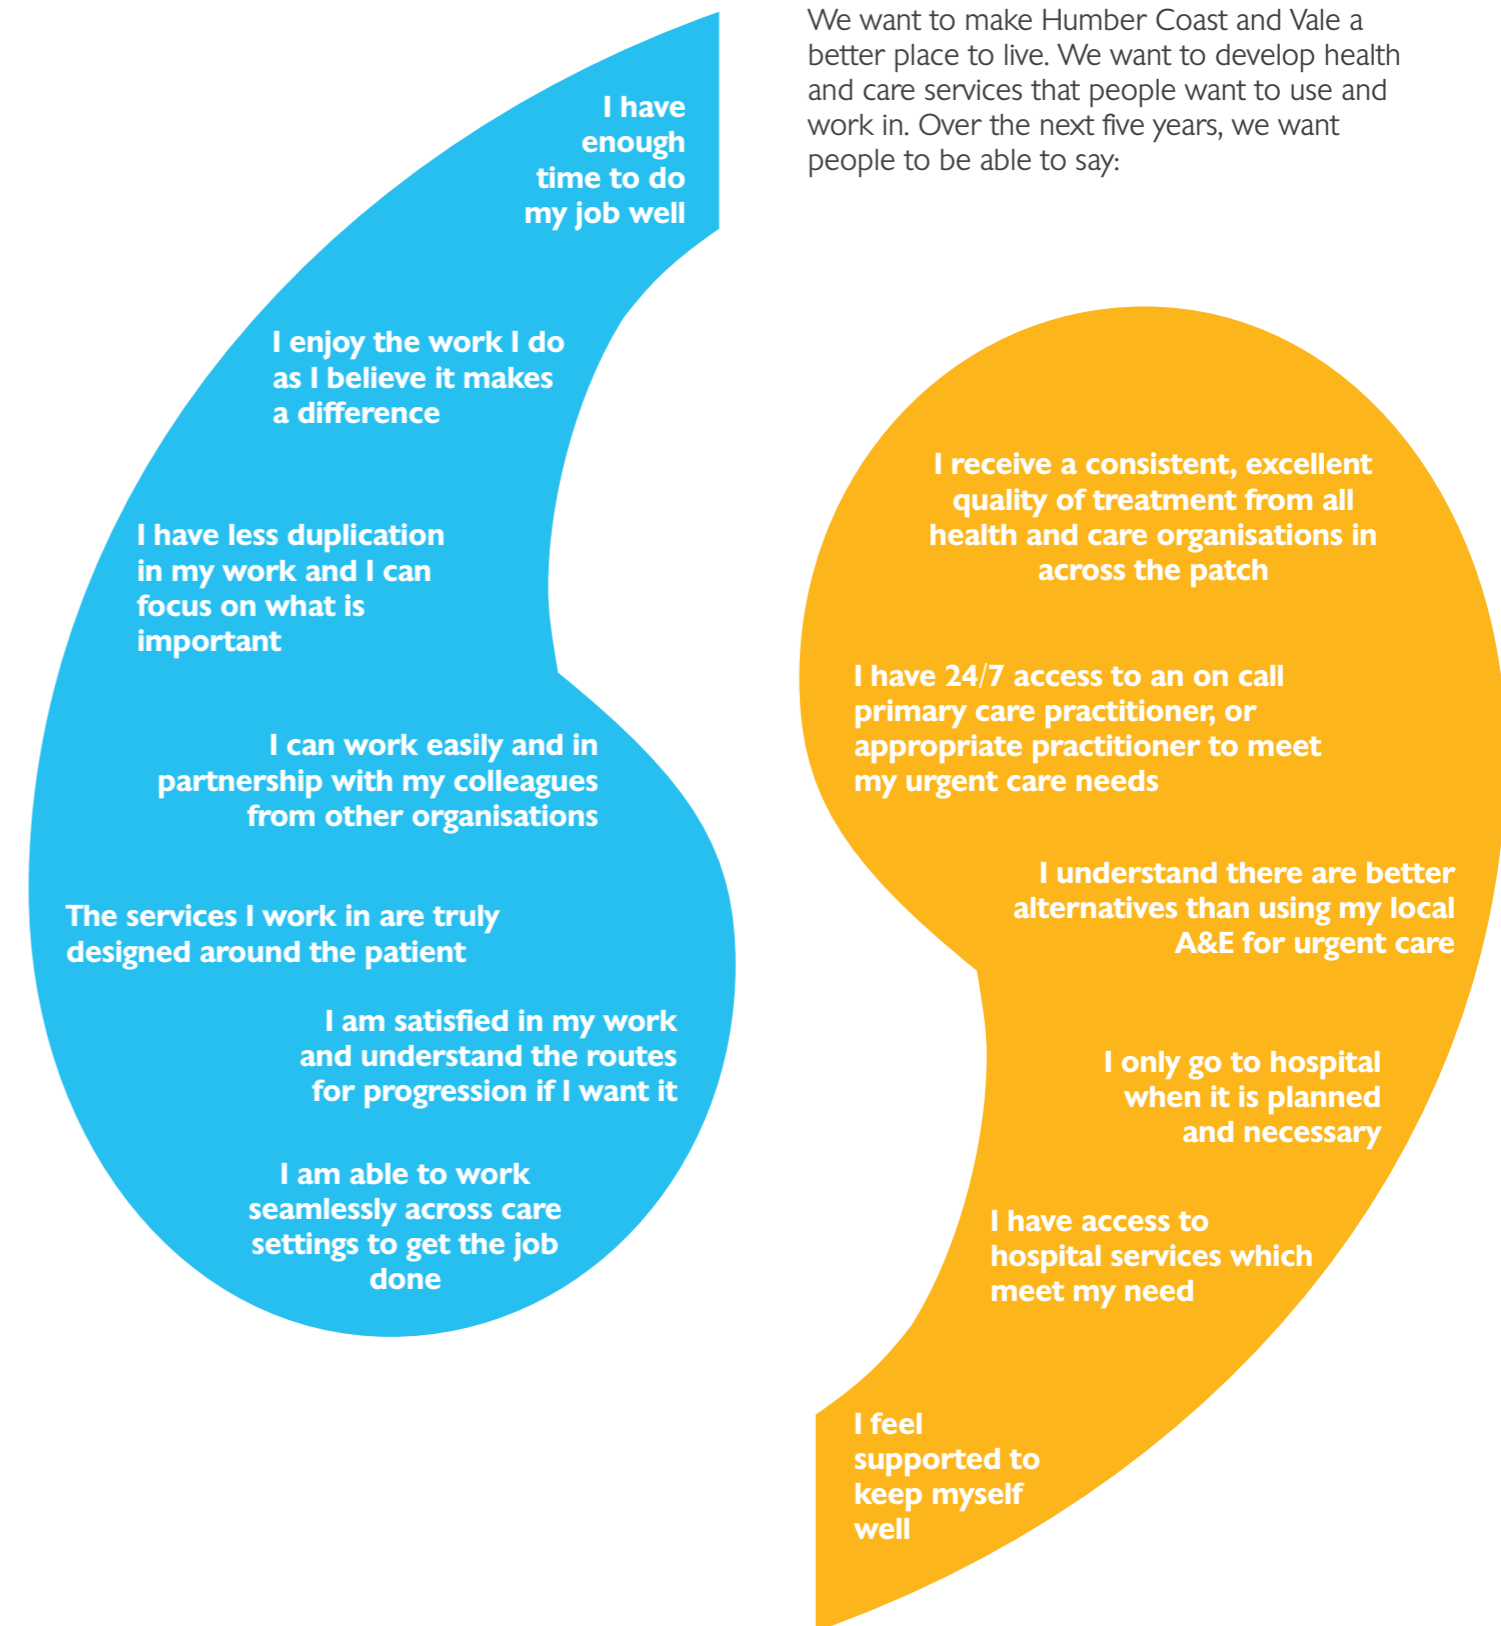 We want to make Humber Coast and Vale a
better place to live. We want to develop health
and care services that people want to use and
work in. Over the next five years, we want
people to be able to say:
I have
enough
time to do
my job well
I enjoy the work I do
as I believe it makes
a difference
I have less duplication
in my work and I can
focus on what is
important
I can work easily and in
partnership with my colleagues
from other organisations
The services I work in are truly
designed around the patient
I am satisfied in my work
and understand the routes
for progression if I want it
I am able to work
seamlessly across care
settings to get the job
done
I receive a consistent, excellent
quality of treatment from all
health and care organisations in
across the patch
I have 24/7 access to an on call
primary care practitioner, or
appropriate practitioner to meet
my urgent care needs
I understand there are better
alternatives than using my local
A&E for urgent care
I only go to hospital
when it is planned
and necessary
I have access to
hospital services which
meet my need
I feel
supported to
keep myself
well